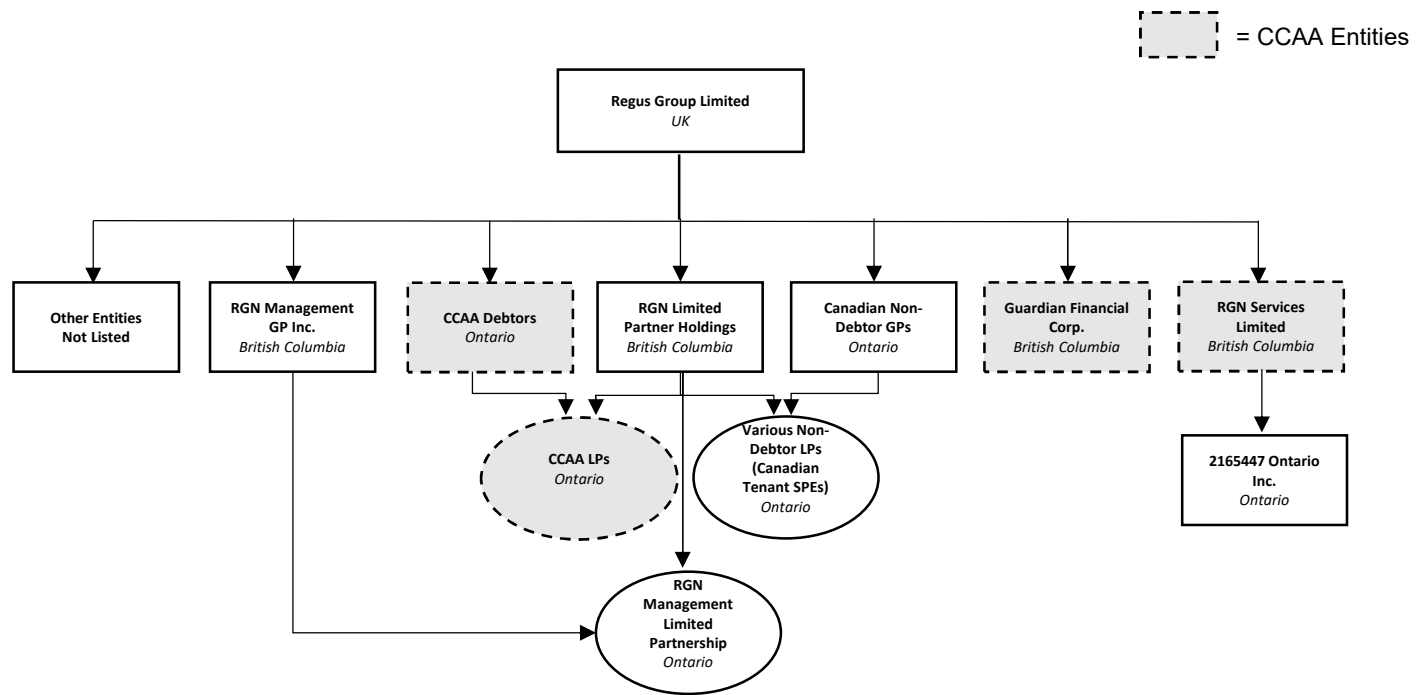 = CCAA Entities
Regus Group Limited
UK
Other Entities
Not Listed
RGN Management
GP Inc.
British Columbia
CCAA Debtors
Ontario
RGN Limited
Partner Holdings
British Columbia
Canadian Non-
Debtor GPs
Ontario
Guardian Financial
Corp.
British Columbia
RGN Services
Limited
British Columbia
CCAA LPs
Ontario
Various Non-
Debtor LPs
(Canadian
Tenant SPEs)
Ontario
2165447 Ontario
Inc.
Ontario
RGN
Management
Limited
Partnership
Ontario